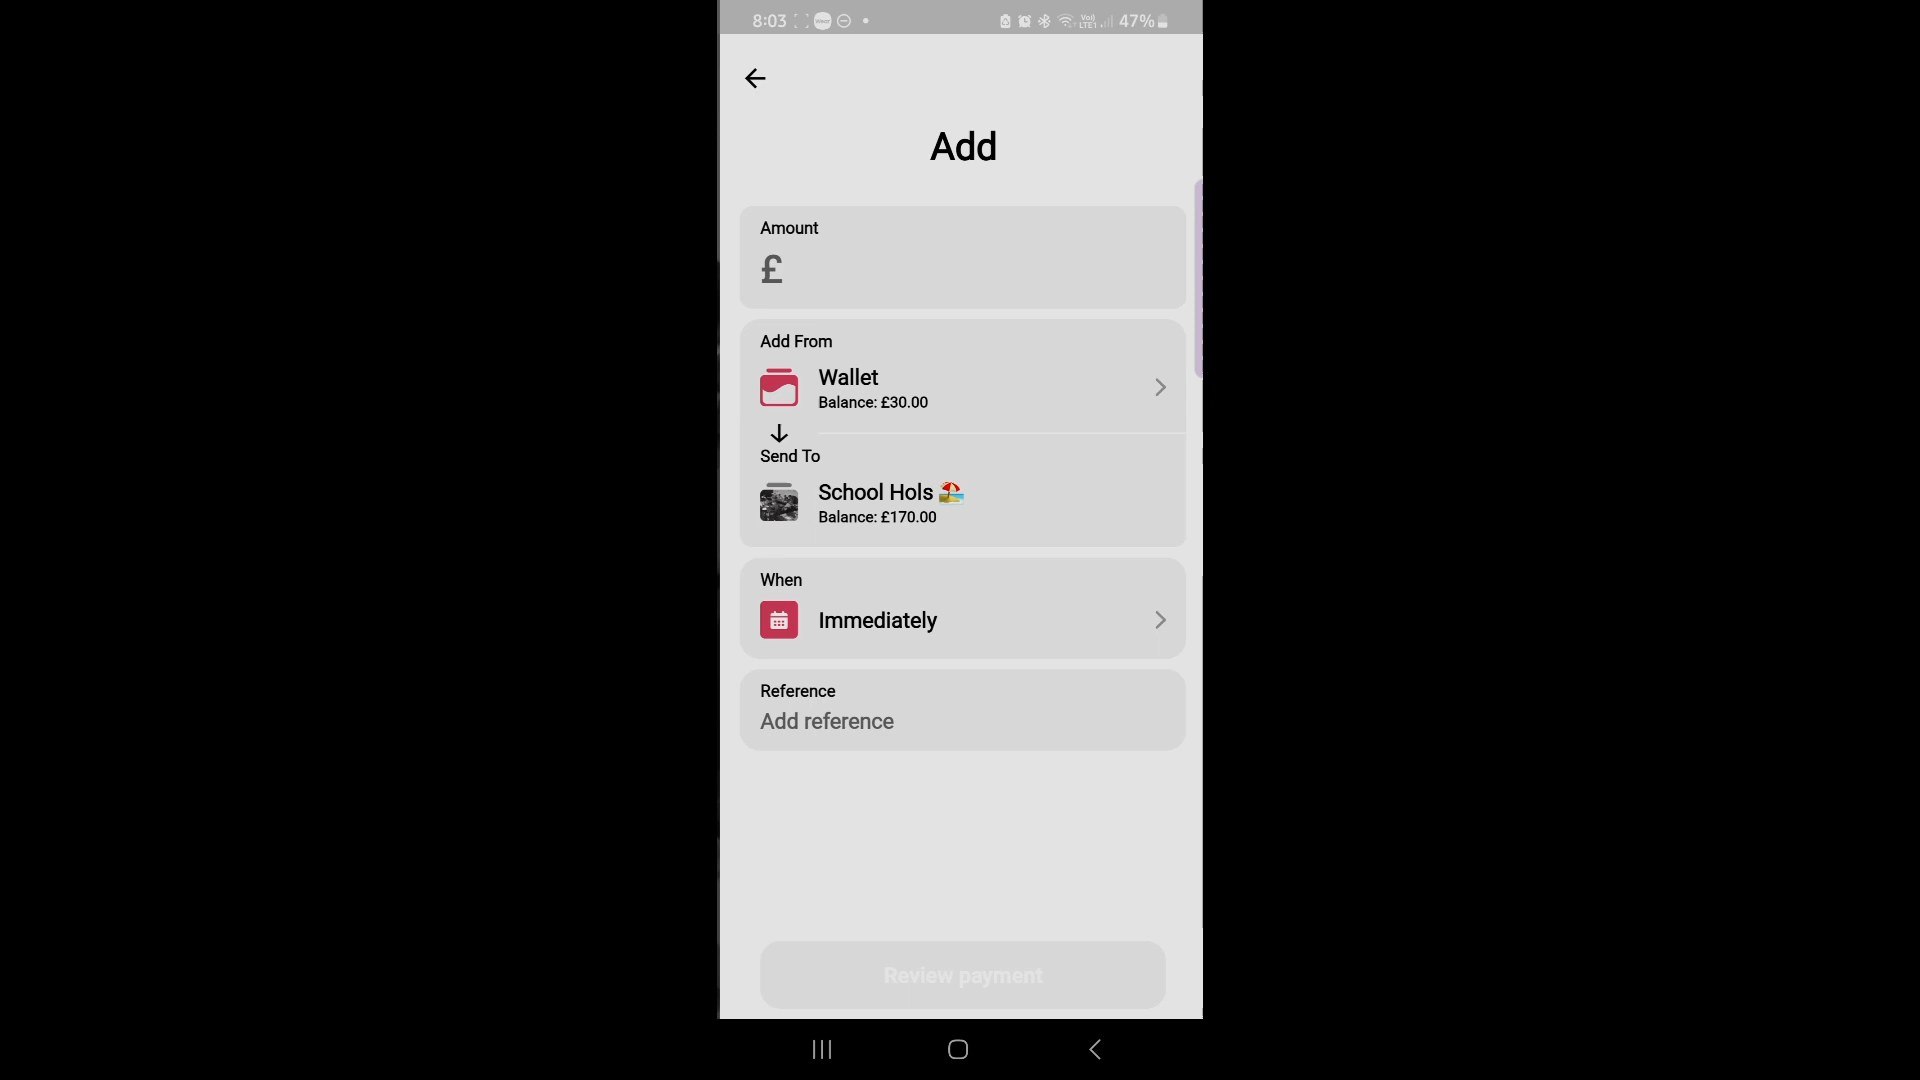 8:03 47%
Add
Amount
£
Add From
Wallet
Balance: £30.00
Send To
School Hols 🏖️
Balance: £170.00
When
Immediately
Reference
Add reference
Review payment